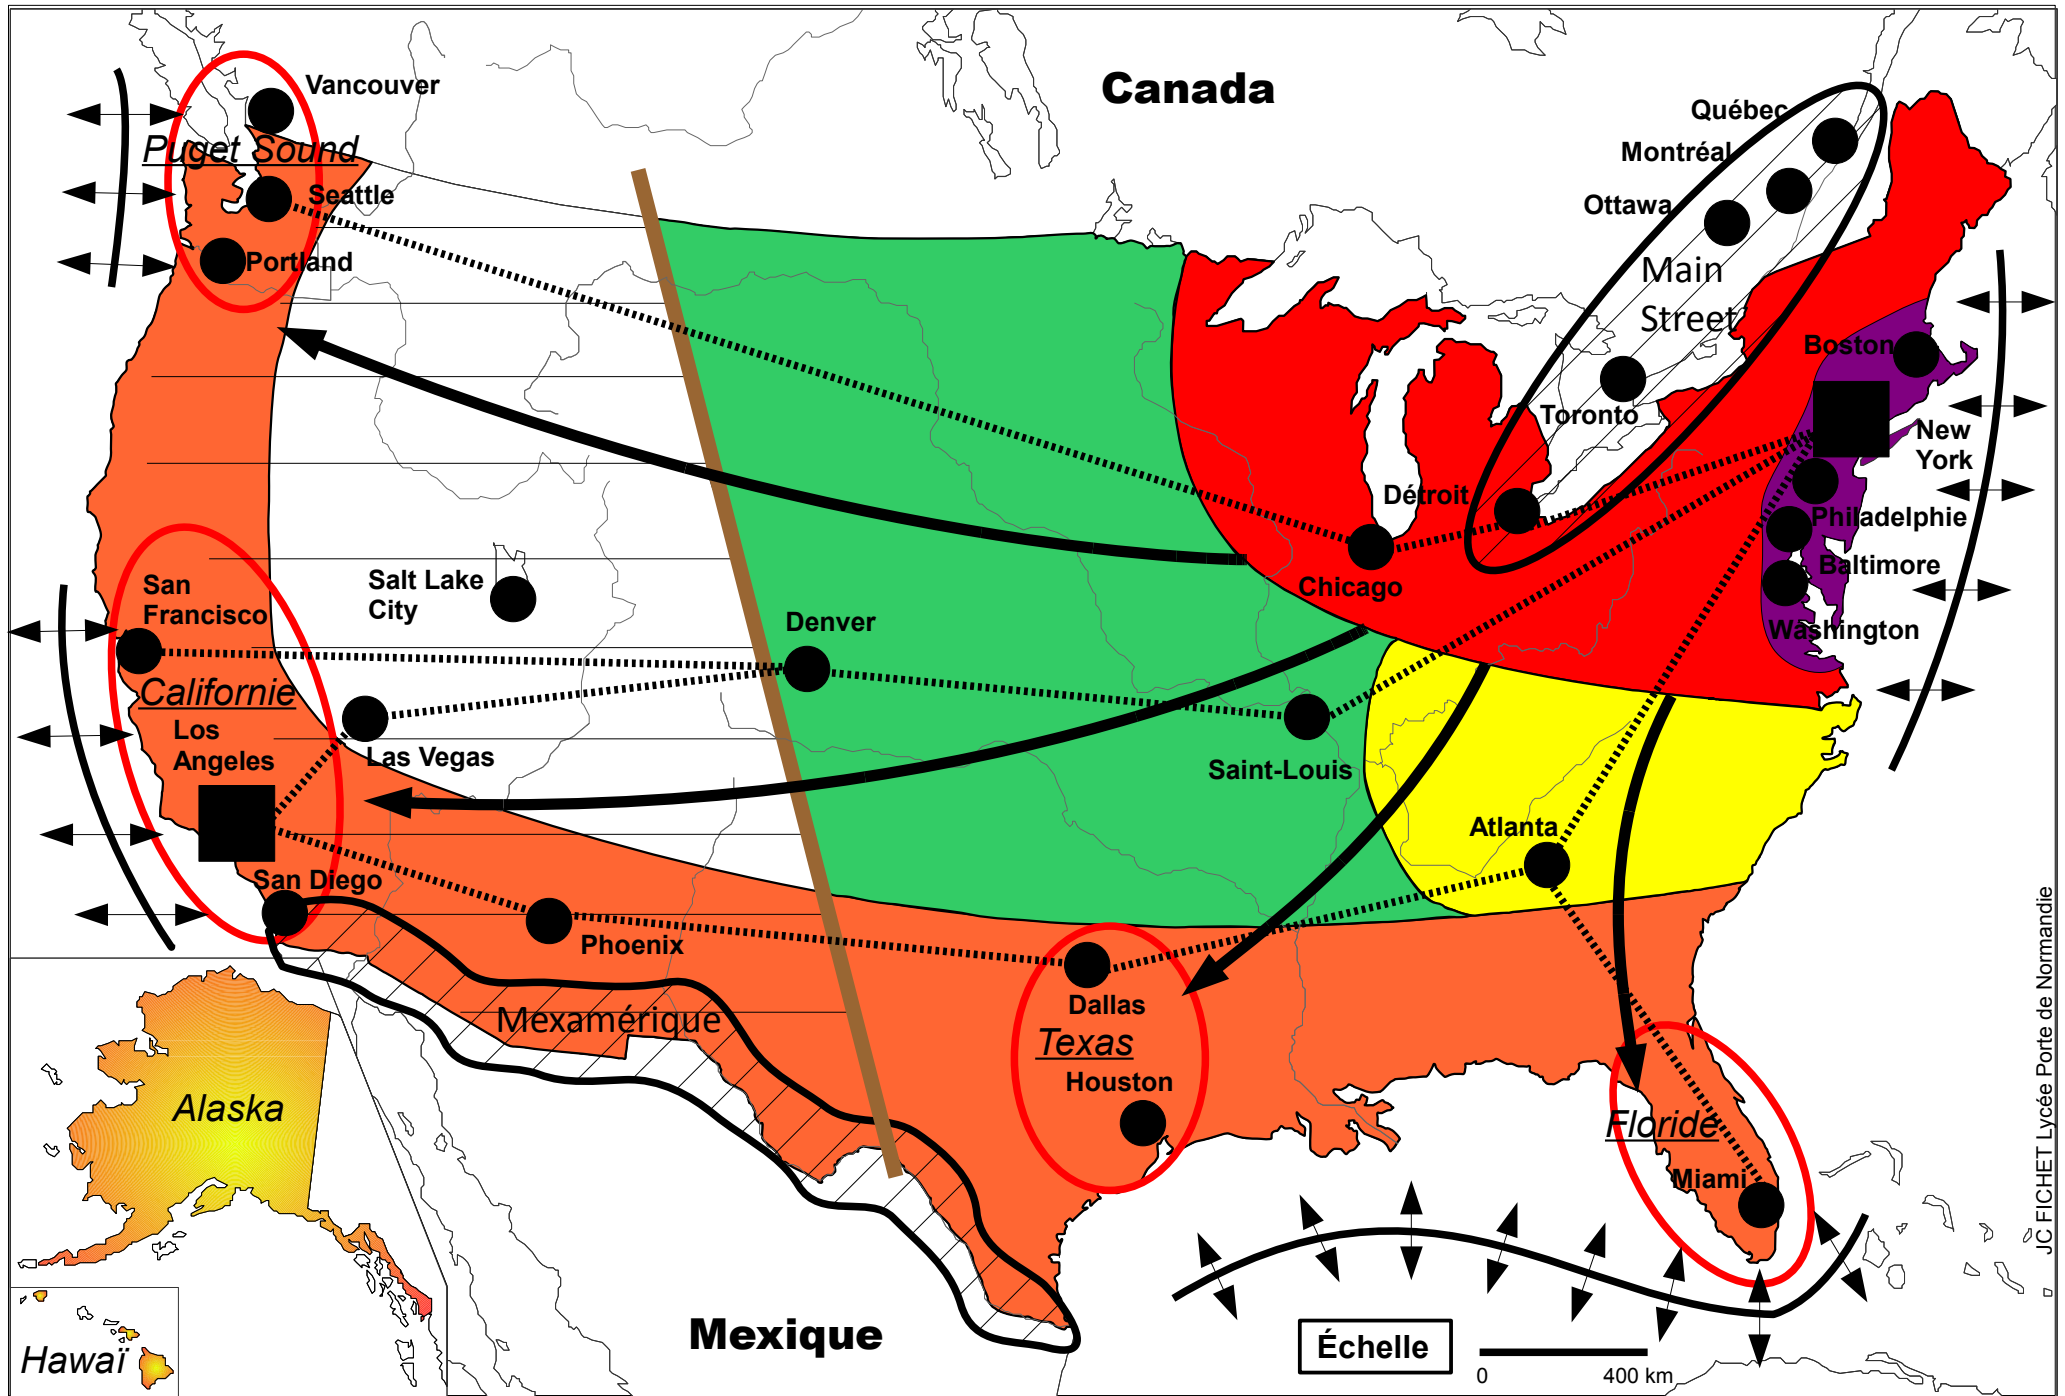 Canada
Vancouver
Puget Sound
Seattle
Portland
Québec
Montréal
Ottawa
Main
Street
Toronto
Détroit
Boston
New
York
Philadelphie
Baltimore
Washington
Chicago
San
Francisco
Salt Lake
City
Denver
Californie
Los
Angeles
Las Vegas
Saint-Louis
Atlanta
San Diego
Phoenix
Dallas
Mexamérique
Texas
Houston
Floride
Miami
Alaska
Hawaï
Mexique
Échelle
0 400 km
JC FICHET Lycée Porte de Normandie